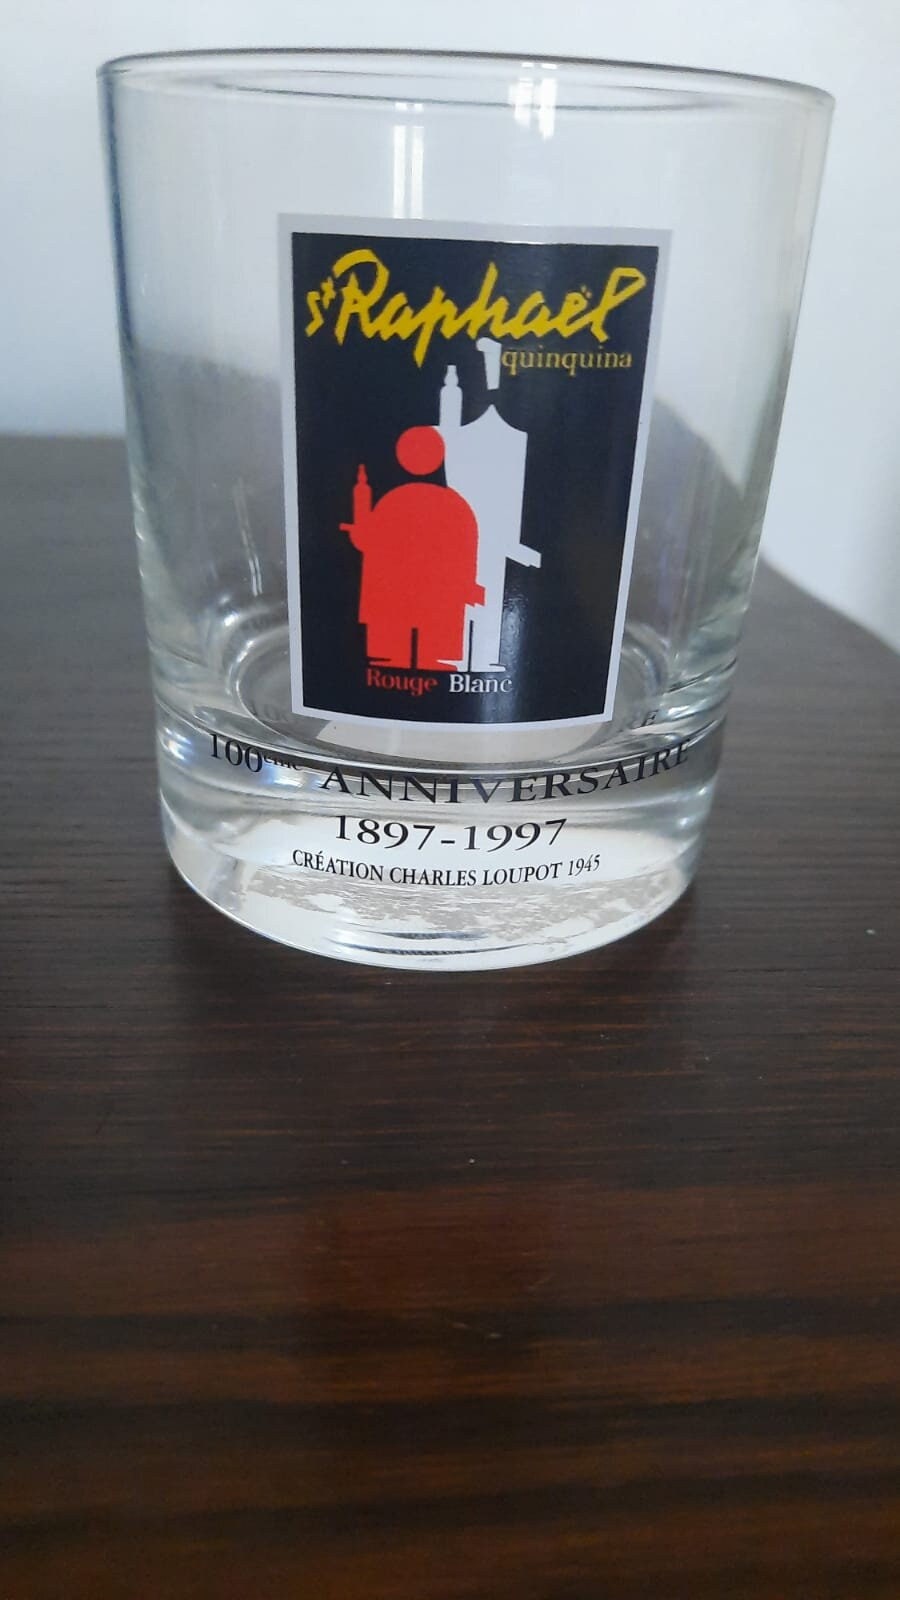 St Raphaël
quinquina
Rouge Blanc
100ème ANNIVERSAIRE
1897-1997
CRÉATION CHARLES LOUPOT 1945